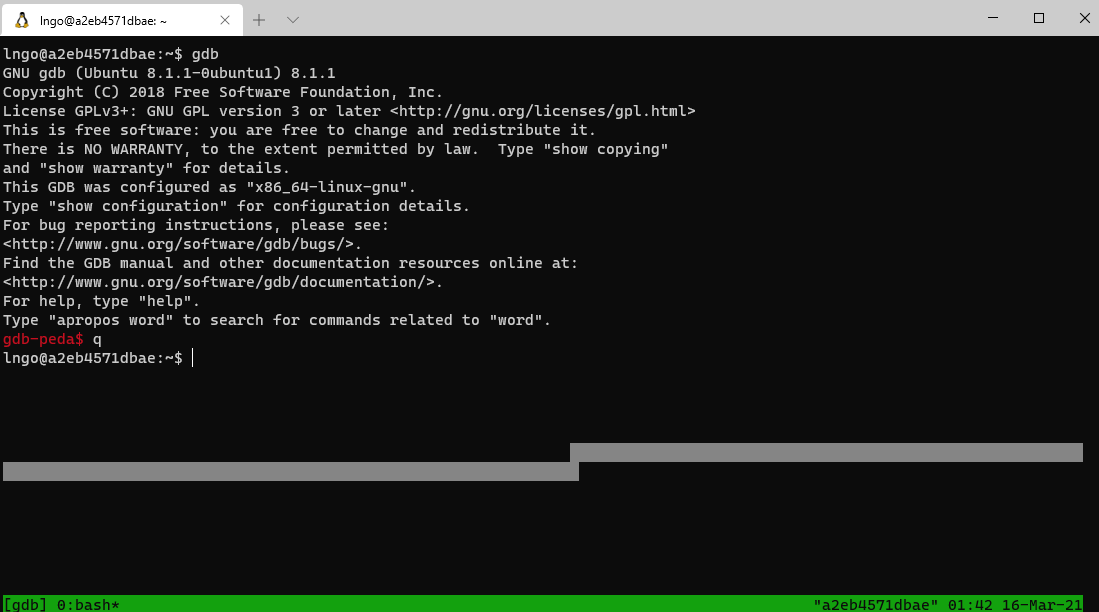 lngo@a2eb4571dbae: ~
lngo@a2eb4571dbae:~$ gdb
GNU gdb (Ubuntu 8.1.1-0ubuntu1) 8.1.1
Copyright (C) 2018 Free Software Foundation, Inc.
License GPLv3+: GNU GPL version 3 or later <http://gnu.org/licenses/gpl.html>
This is free software: you are free to change and redistribute it.
There is NO WARRANTY, to the extent permitted by law.  Type "show copying"
and "show warranty" for details.
This GDB was configured as "x86_64-linux-gnu".
Type "show configuration" for configuration details.
For bug reporting instructions, please see:
<http://www.gnu.org/software/gdb/bugs/>.
Find the GDB manual and other documentation resources online at:
<http://www.gnu.org/software/gdb/documentation/>.
For help, type "help".
Type "apropos word" to search for commands related to "word".
gdb-peda$ q
lngo@a2eb4571dbae:~$
[gdb] 0:bash* "a2eb4571dbae" 01:42 16-Mar-21